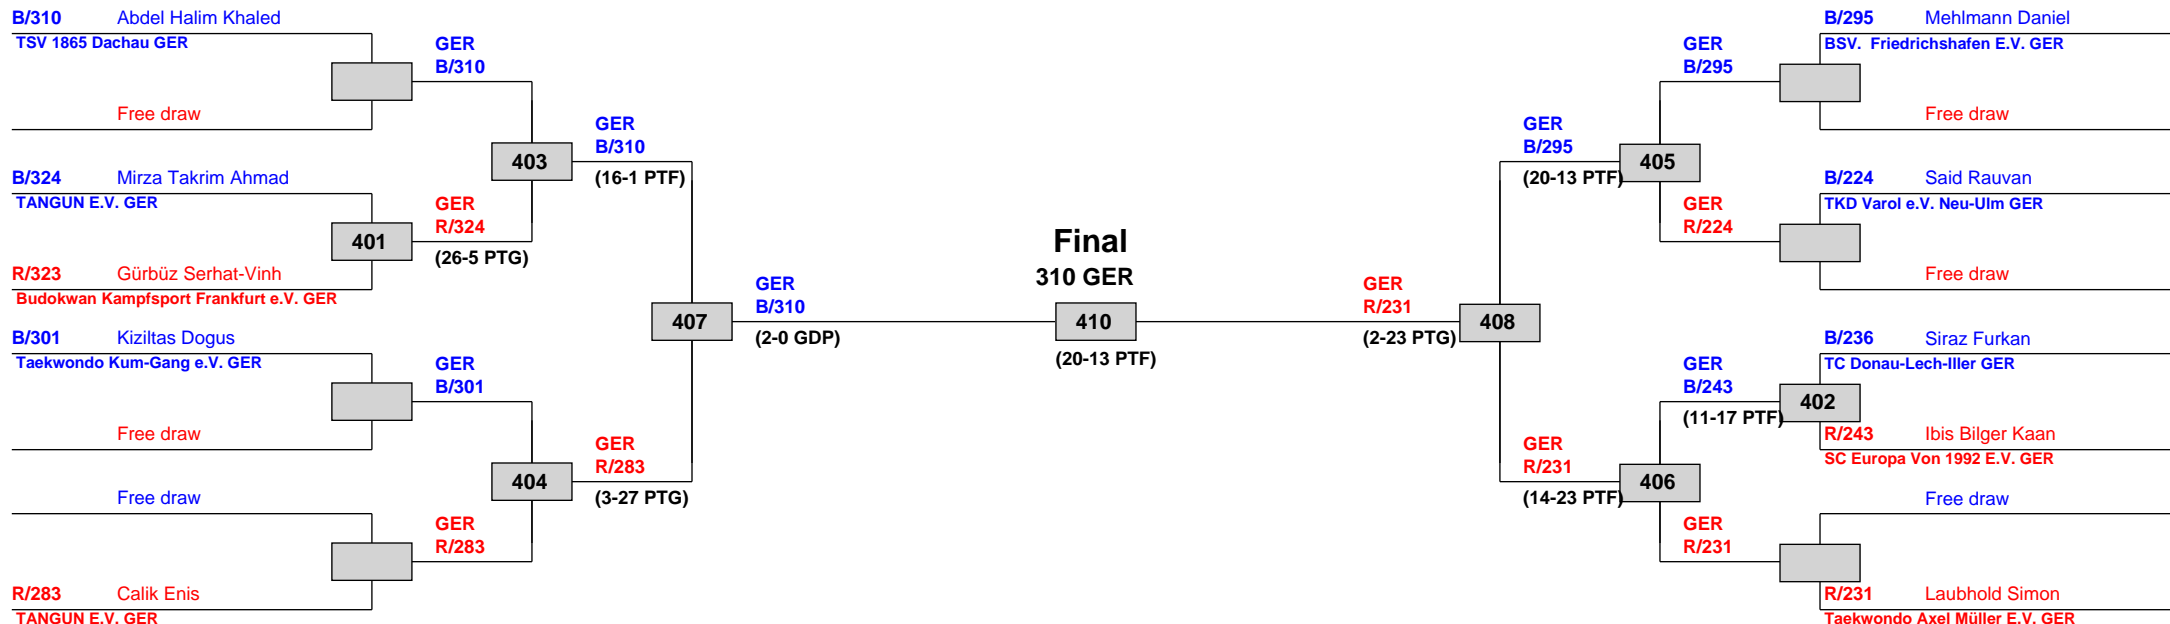 B/310 Abdel Halim Khaled
TSV 1865 Dachau GER
Free draw
B/324 Mirza Takrim Ahmad
TANGUN E.V. GER
401
R/323 Gürbüz Serhat-Vinh
Budokwan Kampfsport Frankfurt e.V. GER
B/301 Kiziltas Dogus
Taekwondo Kum-Gang e.V. GER
Free draw
Free draw
R/283 Calik Enis
TANGUN E.V. GER
GER
B/310
403
GER
R/324
(26-5 PTG)
GER
B/301
404
GER
R/283
GER
B/310
(16-1 PTF)
407
GER
R/283
(3-27 PTG)
GER
B/310
(2-0 GDP)
Final
310 GER
410
(20-13 PTF)
GER
R/231
(2-23 PTG)
408
GER
B/295
(20-13 PTF)
GER
R/231
(14-23 PTF)
GER
B/295
405
GER
R/224
GER
B/243
(11-17 PTF)
406
GER
R/231
B/295 Mehlmann Daniel
BSV. Friedrichshafen E.V. GER
Free draw
B/224 Said Rauvan
TKD Varol e.V. Neu-Ulm GER
Free draw
B/236 Siraz Furkan
TC Donau-Lech-Iller GER
402
R/243 Ibis Bilger Kaan
SC Europa Von 1992 E.V. GER
Free draw
R/231 Laubhold Simon
Taekwondo Axel Müller E.V. GER